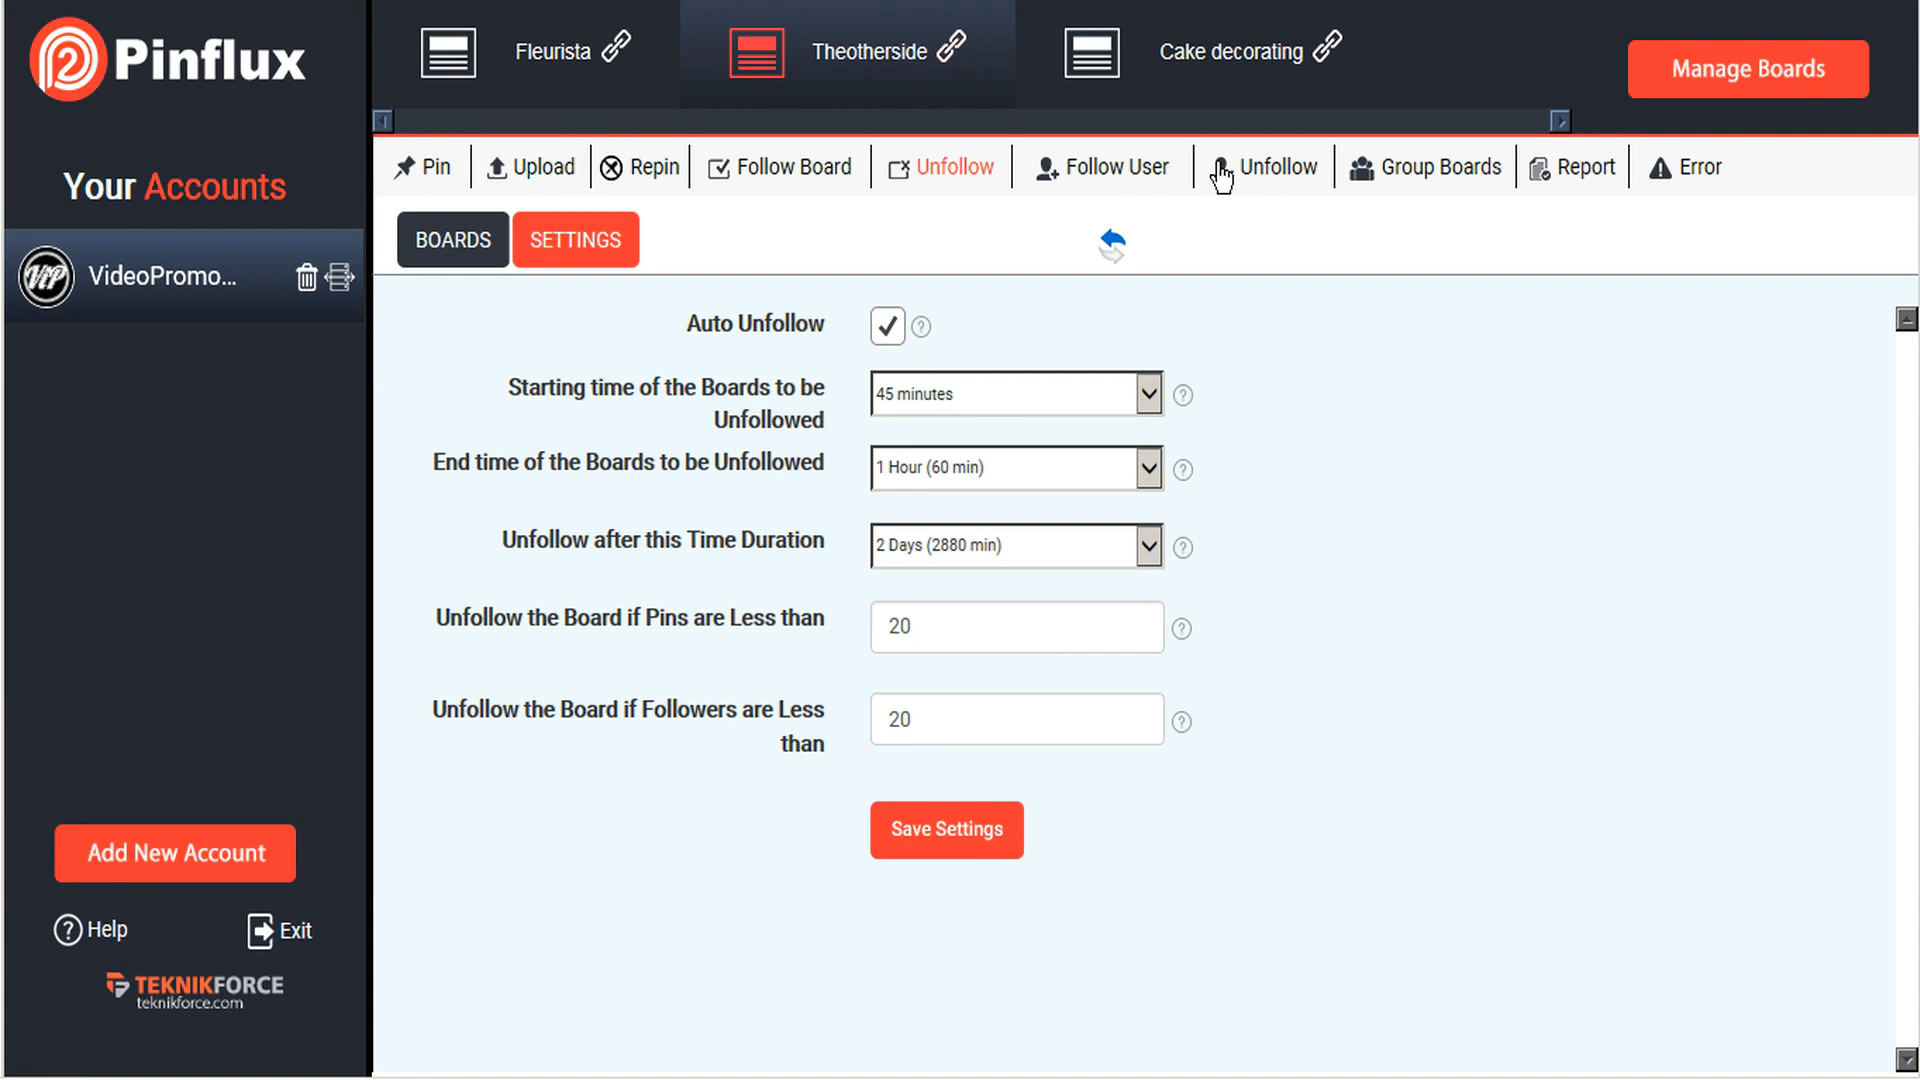 Pinflux
Fleurista
Theotherside
Cake decorating
Manage Boards
Your Accounts
VideoPromo...
Pin
Upload
Repin
Follow Board
Unfollow
Follow User
Unfollow
Group Boards
Report
Error
BOARDS
SETTINGS
Auto Unfollow
?
Starting time of the Boards to be
Unfollowed
45 minutes
?
End time of the Boards to be Unfollowed
1 Hour (60 min)
?
Unfollow after this Time Duration
2 Days (2880 min)
?
Unfollow the Board if Pins are Less than
20
?
Unfollow the Board if Followers are Less
than
20
?
Save Settings
Add New Account
? Help
Exit
TEKNIKFORCE
teknikforce.com